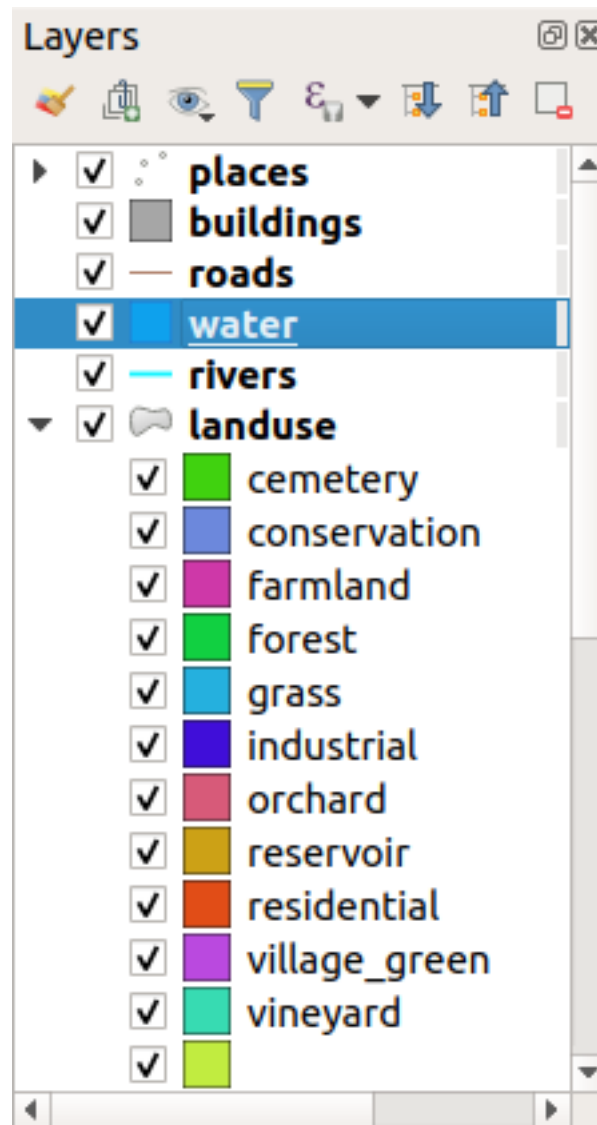 Layers
places
buildings
roads
water
rivers
landuse
cemetery
conservation
farmland
forest
grass
industrial
orchard
reservoir
residential
village_green
vineyard